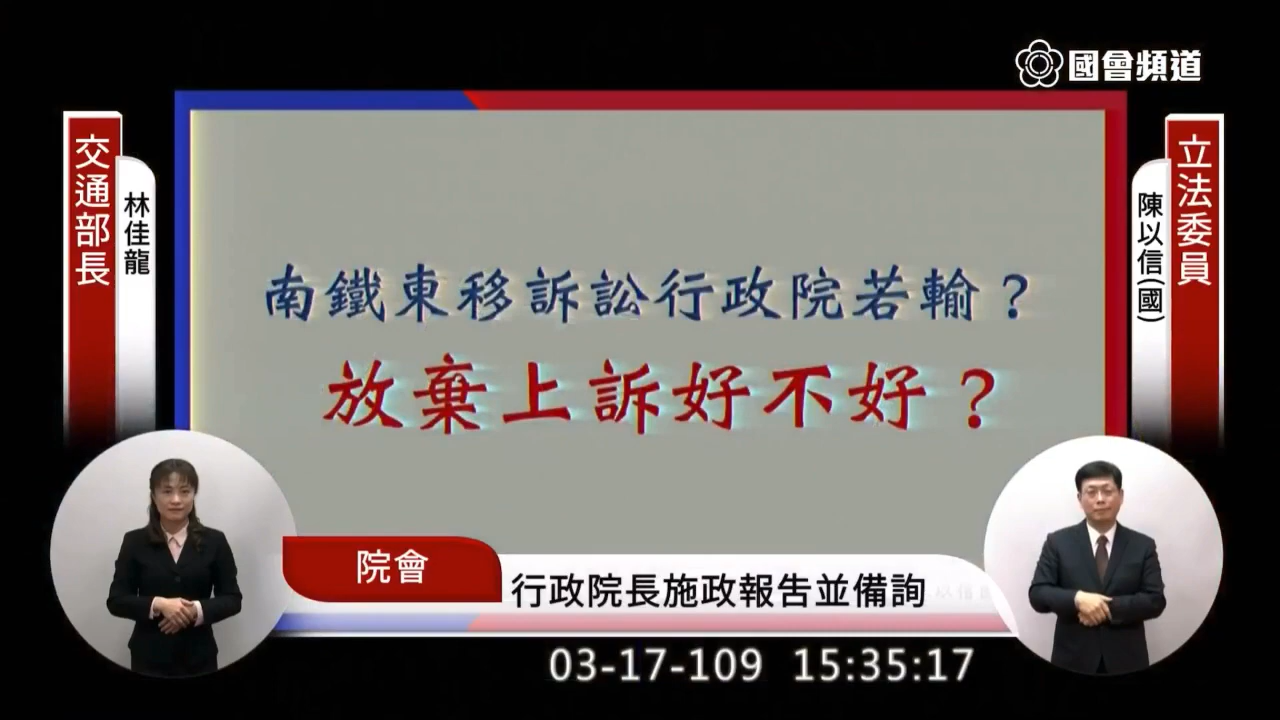 國會頻道
交通部長
林佳龍
立法委員
陳以信(國)
南鐵東移訴訟行政院若輸？
放棄上訴好不好？
院會
行政院長施政報告並備詢
03-17-109 15:35:17